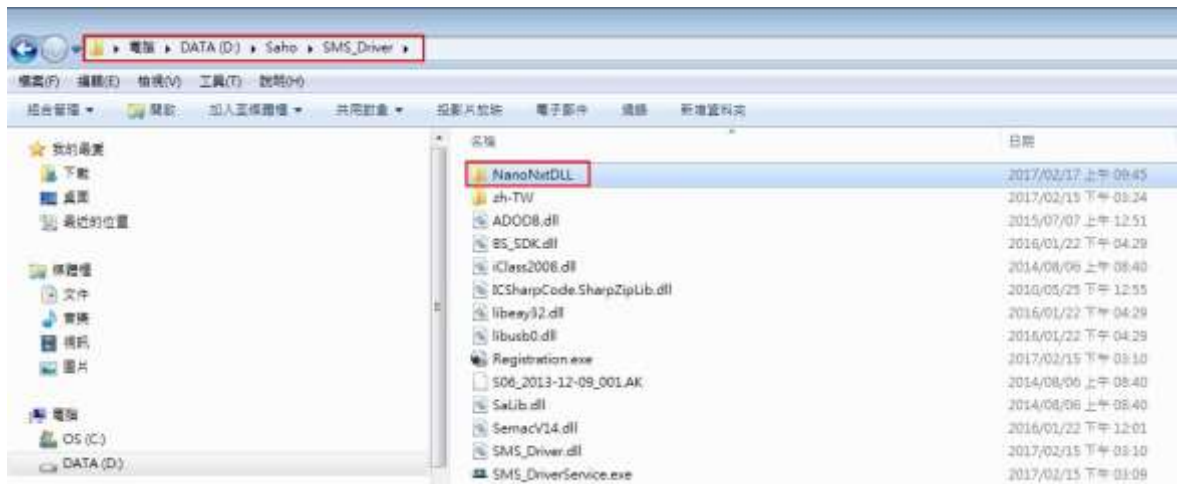 電腦 ▸ DATA (D:) ▸ Saho ▸ SMS_Driver ▸
檔案(F) 編輯(E) 檢視(V) 工具(T) 說明(H)
組合管理 開啟 加入至媒體櫃 共用對象 投影片放映 電子郵件 燒錄 新增資料夾
名稱 日期
我的最愛
下載
桌面
最近的位置
媒體櫃
文件
音樂
視訊
圖片
電腦
OS (C:)
DATA (D:)
NanoNxtDLL 2017/02/17 上午 09:45
zh-TW 2017/02/15 下午 03:24
ADODB.dll 2015/07/07 上午 12:51
BS_SDK.dll 2016/01/22 下午 04:29
iClass2008.dll 2014/08/06 上午 08:40
ICSharpCode.SharpZipLib.dll 2010/05/25 下午 12:55
libeay32.dll 2016/01/22 下午 04:29
libusb0.dll 2016/01/22 下午 04:29
Registration.exe 2017/02/15 下午 03:10
S06_2013-12-09_001.AK 2014/08/06 上午 08:40
SaLib.dll 2014/08/06 上午 08:40
SemacV14.dll 2016/01/22 下午 12:01
SMS_Driver.dll 2017/02/15 下午 03:10
SMS_DriverService.exe 2017/02/15 下午 03:09